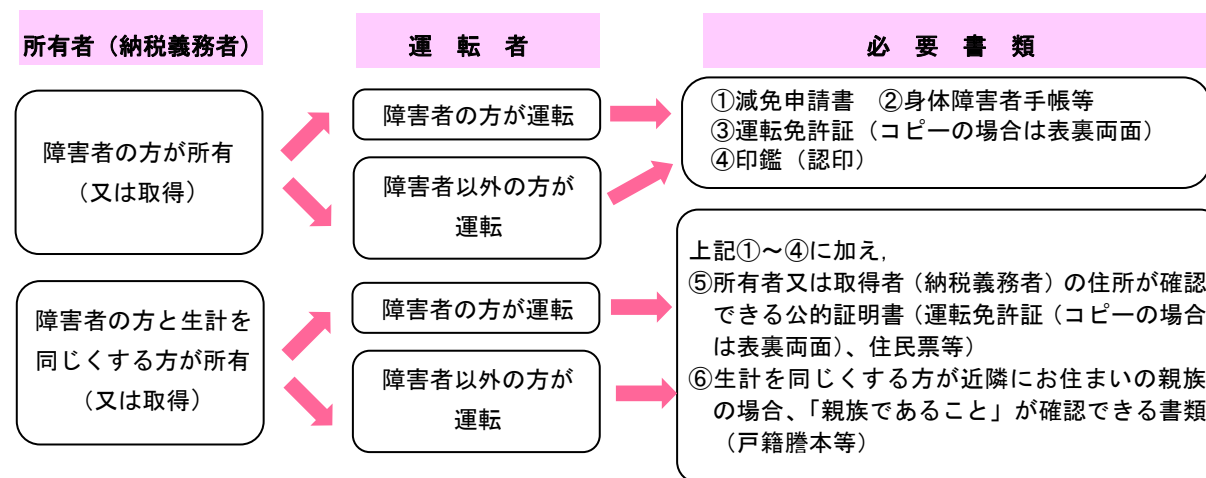 所有者（納税義務者）
運　転　者
必　要　書　類
障害者の方が所有
（又は取得）
障害者の方が運転
障害者以外の方が
運転
①減免申請書　②身体障害者手帳等
③運転免許証（コピーの場合は表裏両面）
④印鑑（認印）
障害者の方と生計を
同じくする方が所有
（又は取得）
障害者の方が運転
障害者以外の方が
運転
上記①～④に加え,
⑤所有者又は取得者（納税義務者）の住所が確認
できる公的証明書（運転免許証（コピーの場合
は表裏両面）、住民票等）
⑥生計を同じくする方が近隣にお住まいの親族
の場合、「親族であること」が確認できる書類
（戸籍謄本等）